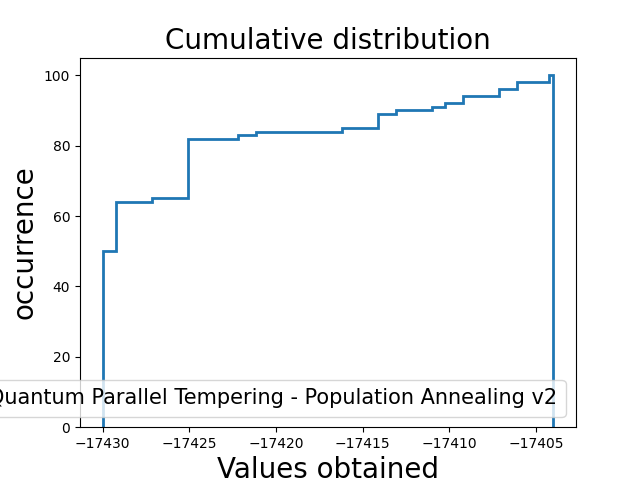 Cumulative distribution
100
80
60
40
20
0
occurrence
Quantum Parallel Tempering - Population Annealing v2
−17430 −17425 −17420 −17415 −17410 −17405
Values obtained